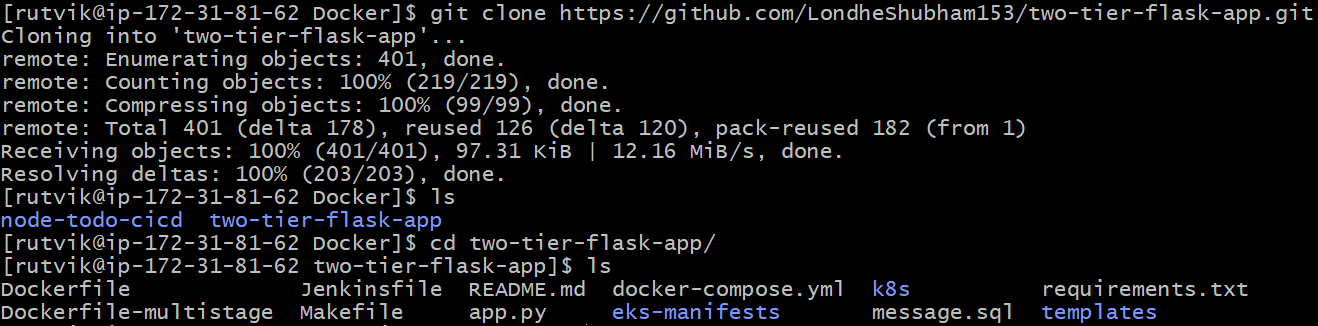 [rutvik@ip-172-31-81-62 Docker]$ git clone https://github.com/LondheShubham153/two-tier-flask-app.git
Cloning into 'two-tier-flask-app'...
remote: Enumerating objects: 401, done.
remote: Counting objects: 100% (219/219), done.
remote: Compressing objects: 100% (99/99), done.
remote: Total 401 (delta 178), reused 126 (delta 120), pack-reused 182 (from 1)
Receiving objects: 100% (401/401), 97.31 KiB | 12.16 MiB/s, done.
Resolving deltas: 100% (203/203), done.
[rutvik@ip-172-31-81-62 Docker]$ ls
node-todo-cicd  two-tier-flask-app
[rutvik@ip-172-31-81-62 Docker]$ cd two-tier-flask-app/
[rutvik@ip-172-31-81-62 two-tier-flask-app]$ ls
Dockerfile             Jenkinsfile  README.md  docker-compose.yml  k8s          requirements.txt
Dockerfile-multistage  Makefile     app.py     eks-manifests       message.sql  templates